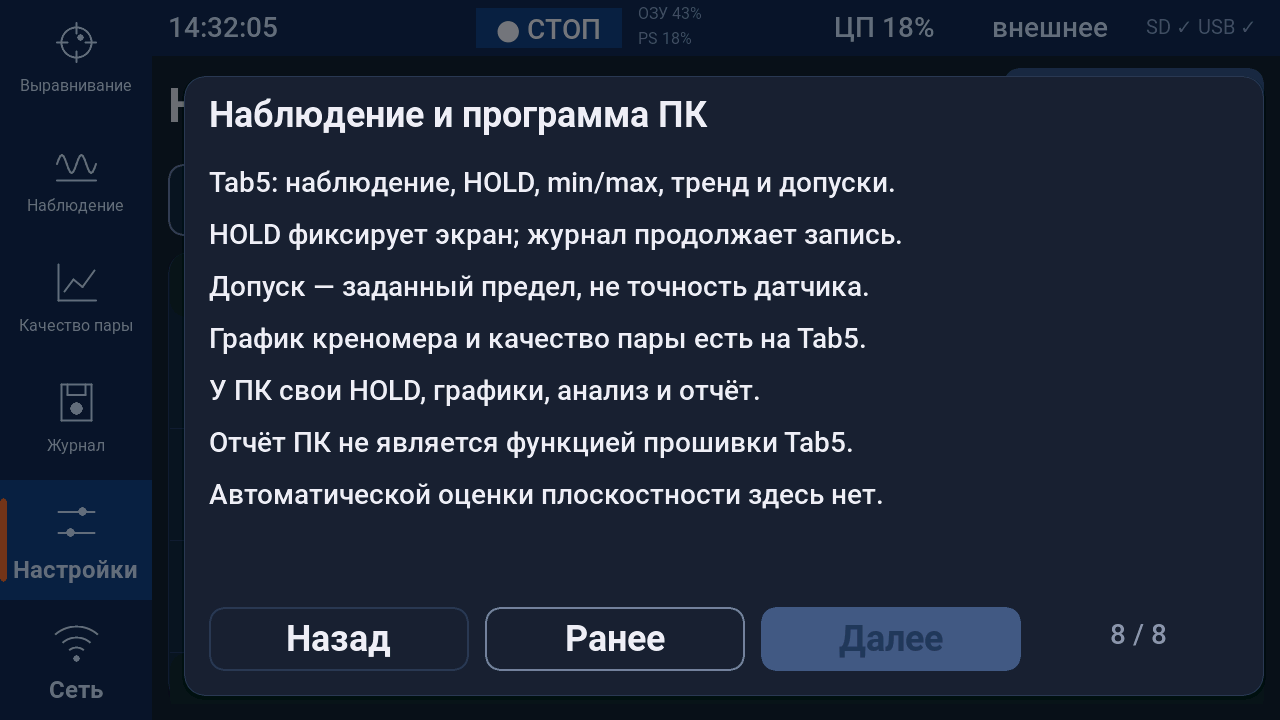 14:32:05
● СТОП
ОЗУ 43%
PS 18%
ЦП 18%
внешнее
SD ✓ USB ✓
Выравнивание
Наблюдение
Качество пары
Журнал
Настройки
Сеть
Наблюдение и программа ПК
Tab5: наблюдение, HOLD, min/max, тренд и допуски.
HOLD фиксирует экран; журнал продолжает запись.
Допуск — заданный предел, не точность датчика.
График креномера и качество пары есть на Tab5.
У ПК свои HOLD, графики, анализ и отчёт.
Отчёт ПК не является функцией прошивки Tab5.
Автоматической оценки плоскостности здесь нет.
Назад
Ранее
Далее
8 / 8